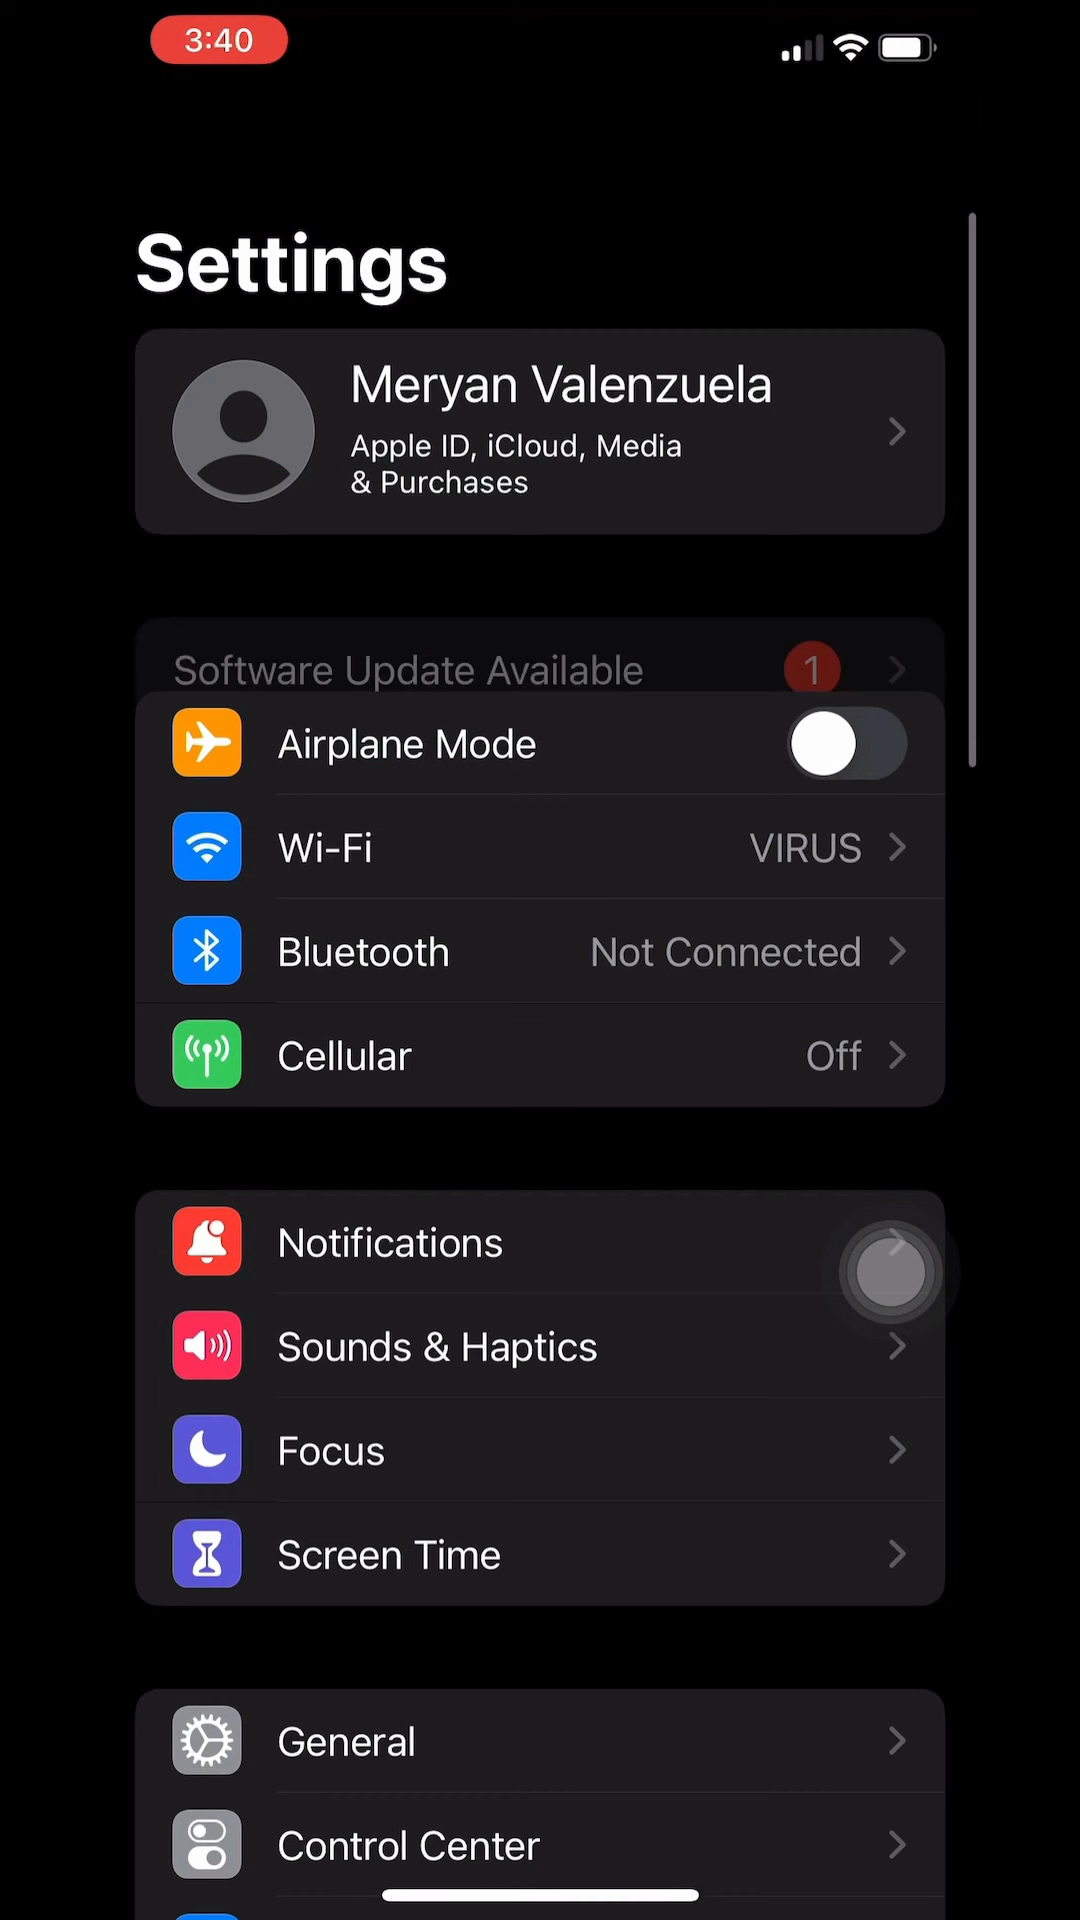 3:40
Settings
Meryan Valenzuela
Apple ID, iCloud, Media
& Purchases
Software Update Available 1
Airplane Mode
Wi-Fi VIRUS
Bluetooth Not Connected
Cellular Off
Notifications
Sounds & Haptics
Focus
Screen Time
General
Control Center